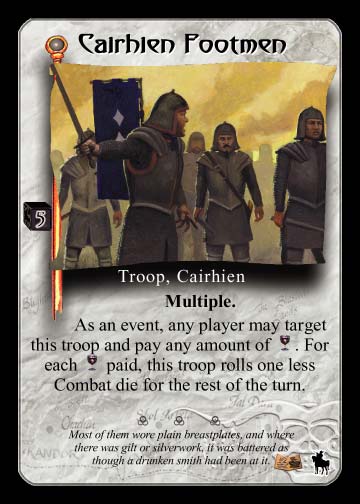 Cairhien Footmen
5
Troop, Cairhien
Multiple.
As an event, any player may target
this troop and pay any amount of . For
each paid, this troop rolls one less
Combat die for the rest of the turn.
Most of them wore plain breastplates, and where
there was gilt or silverwork, it was battered as
though a drunken smith had been at it.